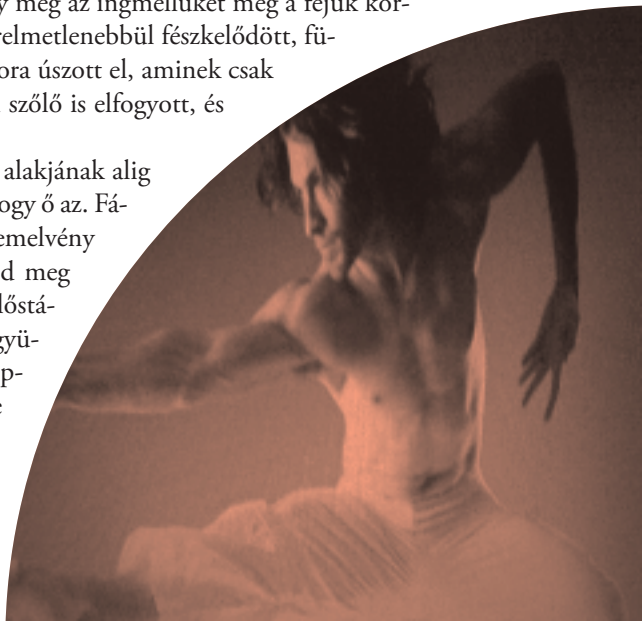 meg az ingmellüket meg a fejük kör-
relmetlenebbül fészkelődött, fü-
ora úszott el, aminek csak
szőlő is elfogyott, és
alakjának alig
ogy ő az. Fá-
emelvény
d meg
lőstá-
gyü-
p-
e